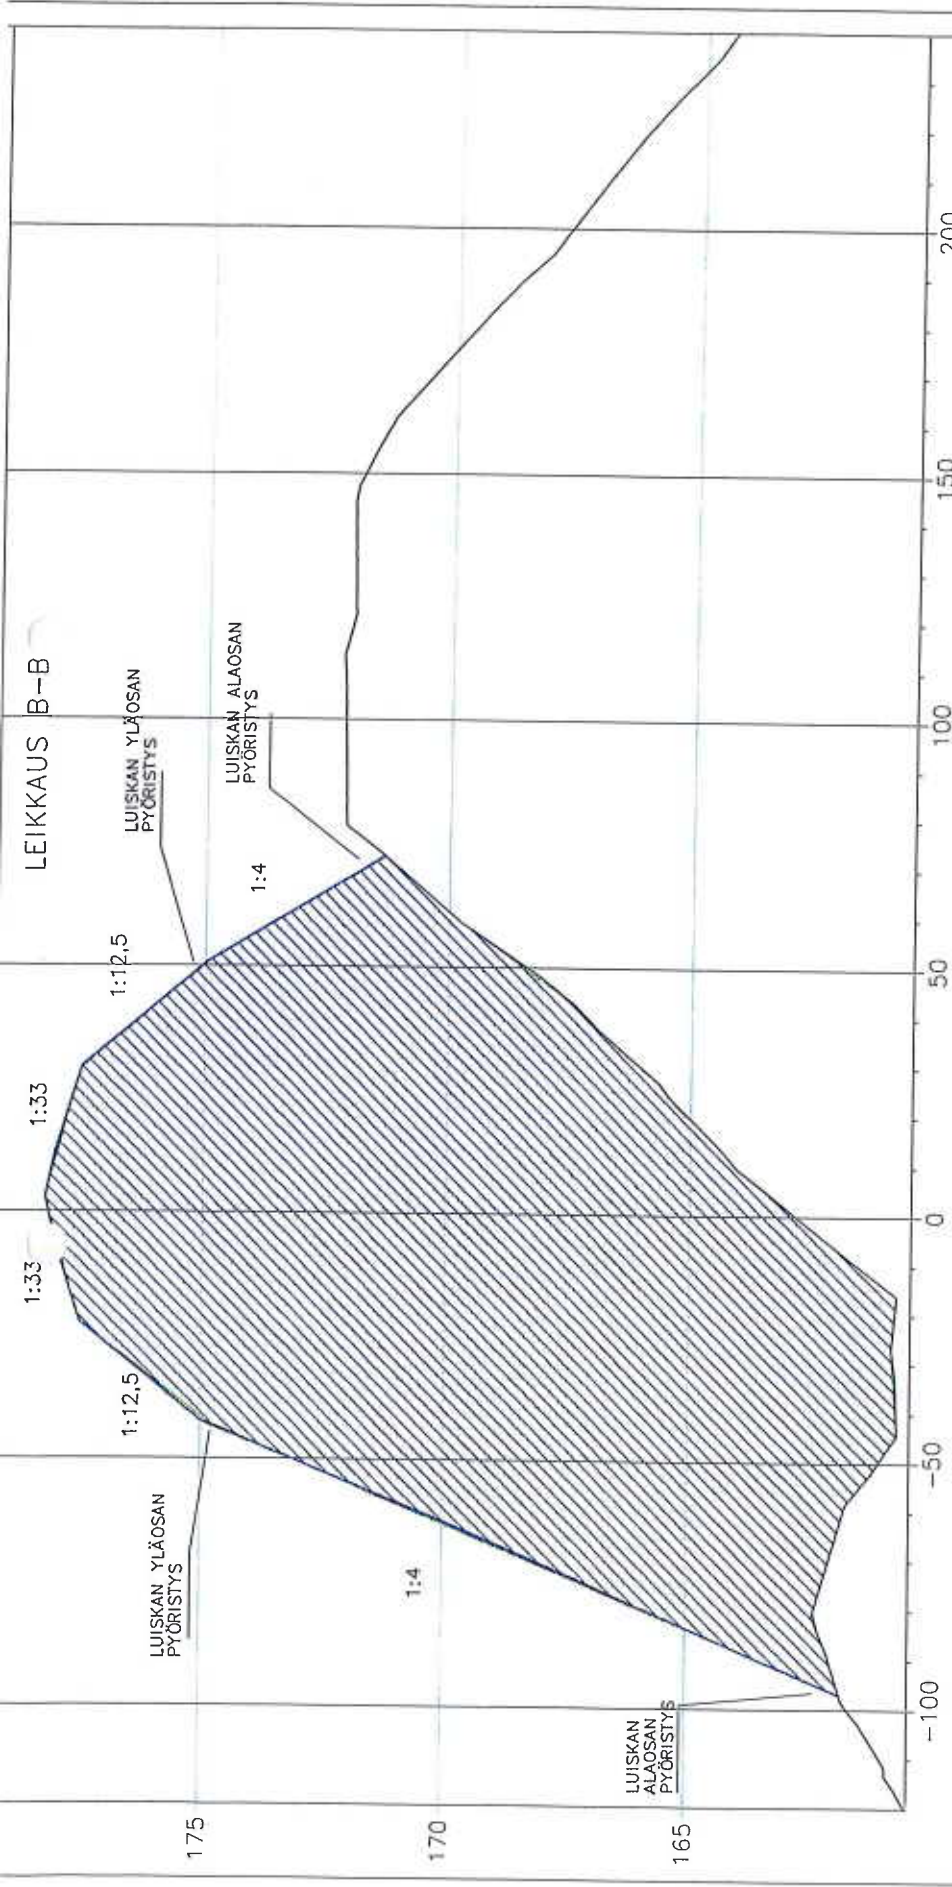 LEIKKAUS B-B
1:33
1:33
1:12,5
1:12,5
LUISKAN YLÄOSAN
PYÖRISTYS
LUISKAN YLÄOSAN
PYÖRISTYS
LUISKAN ALAOSAN
PYÖRISTYS
1:4
1:4
LUISKAN
ALAOSAN
PYÖRISTYS
175
170
165
-100
-50
0
50
100
150
200